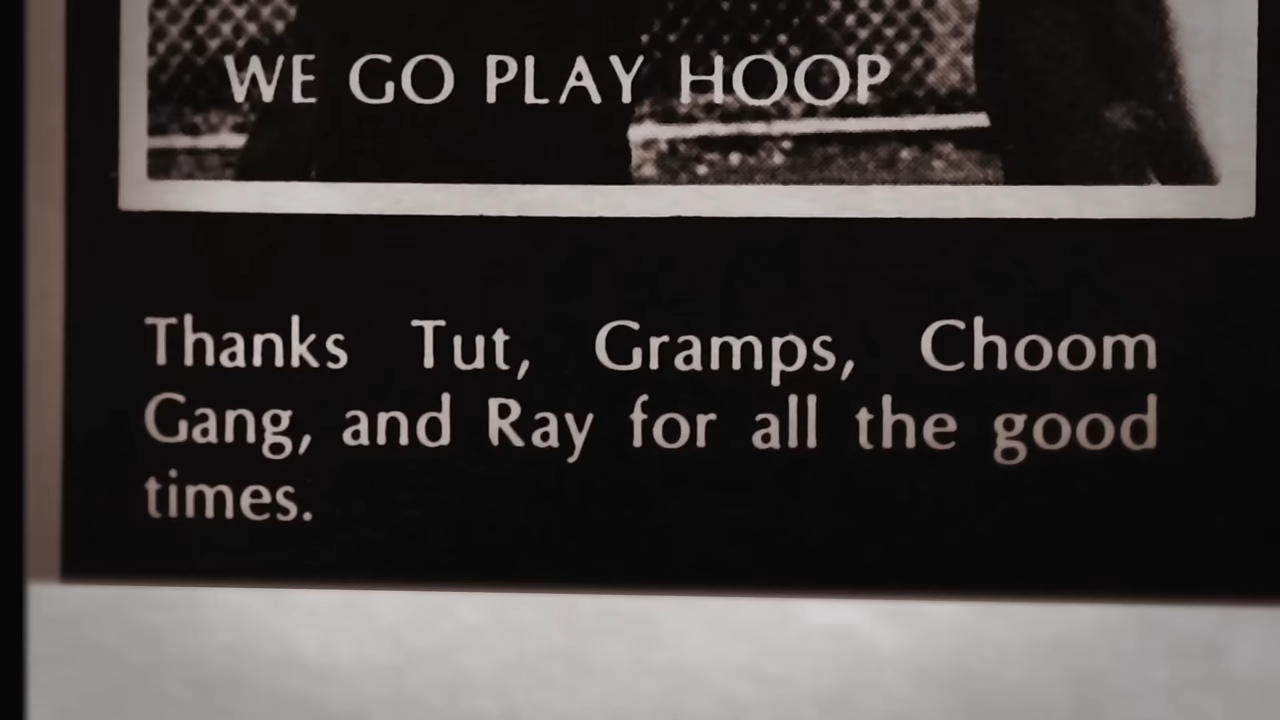 WE GO PLAY HOOP
Thanks Tut, Gramps, Choom
Gang, and Ray for all the good
times.